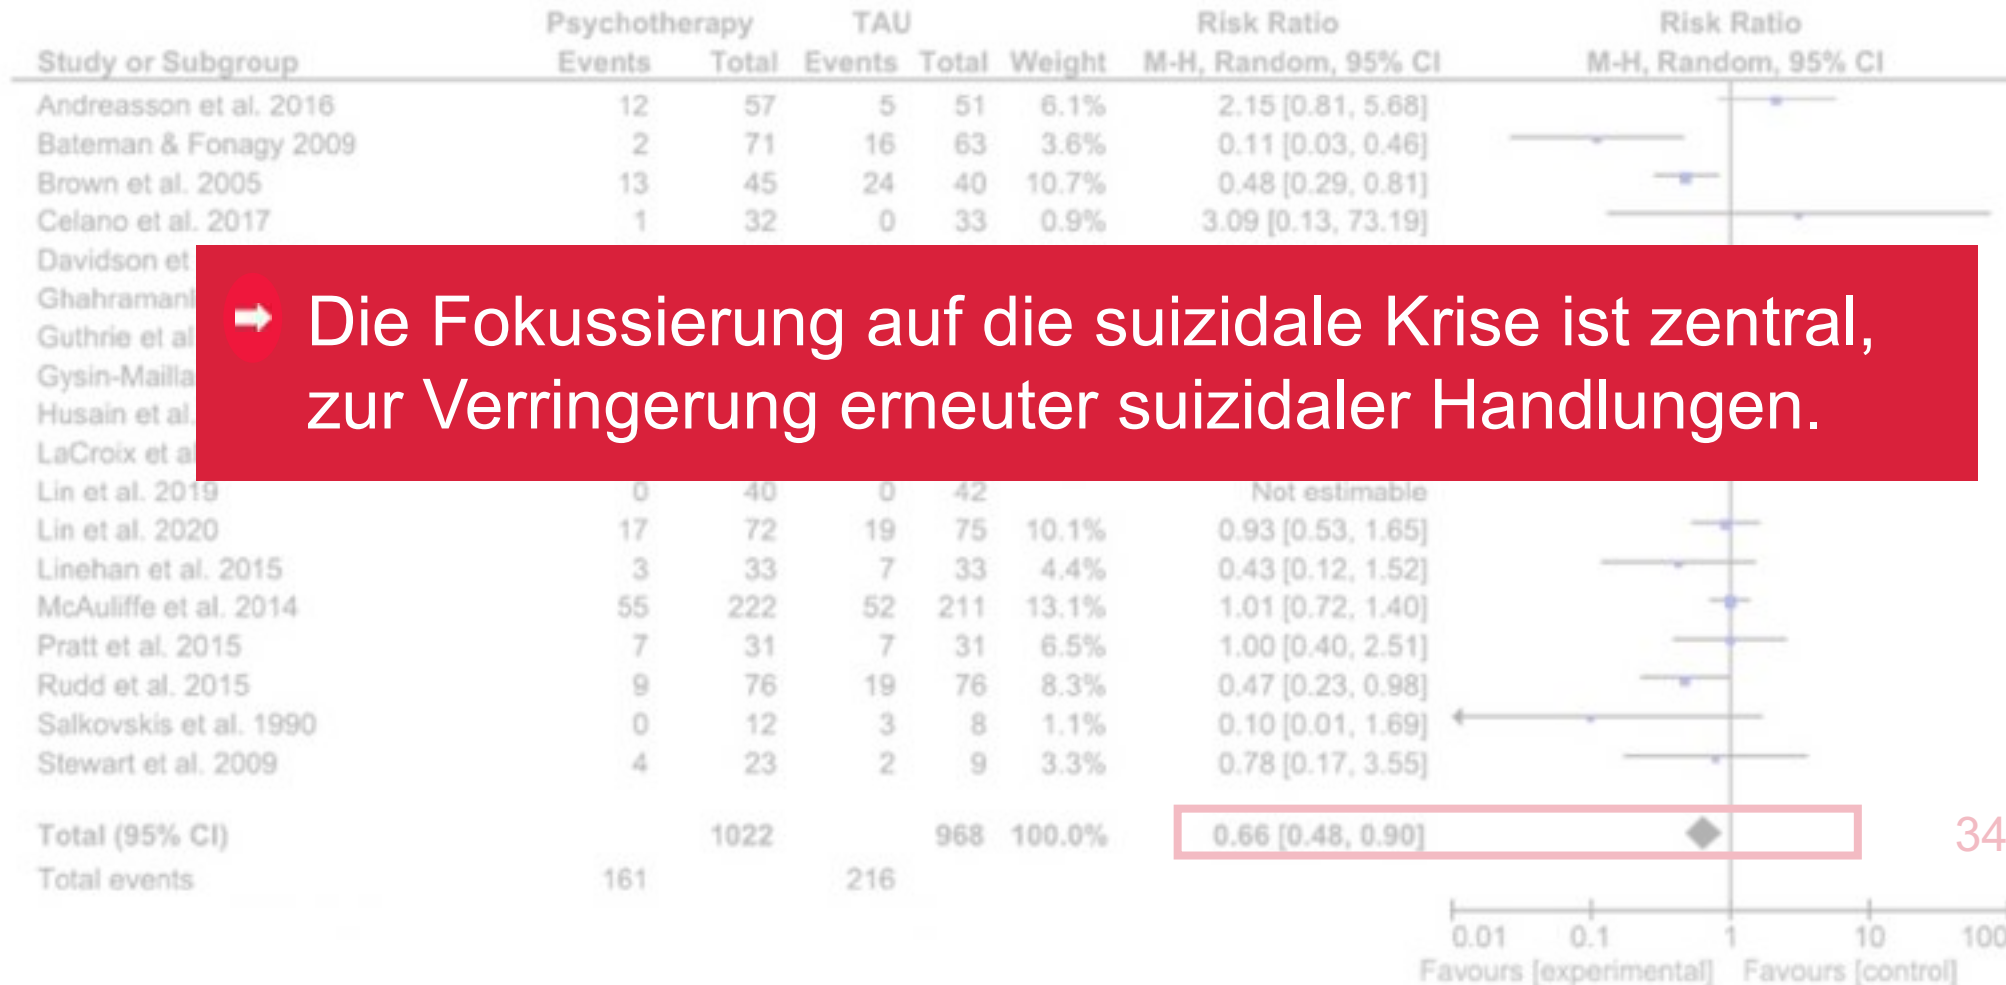 Psychotherapy TAU Risk Ratio Risk Ratio
Study or Subgroup Events Total Events Total Weight M-H, Random, 95% CI M-H, Random, 95% CI
Andreasson et al. 2016 12 57 5 51 6.1% 2.15 [0.81, 5.68]
Bateman & Fonagy 2009 2 71 16 63 3.6% 0.11 [0.03, 0.46]
Brown et al. 2005 13 45 24 40 10.7% 0.48 [0.29, 0.81]
Celano et al. 2017 1 32 0 33 0.9% 3.09 [0.13, 73.19]
Davidson et
Guthrie et al
Husain et al.
LaCroix et al
Die Fokussierung auf die suizidale Krise ist zentral,
zur Verringerung erneuter suizidaler Handlungen.
Lin et al. 2019 0 40 0 42 Not estimable
Lin et al. 2020 17 72 19 75 10.1% 0.93 [0.53, 1.65]
Linehan et al. 2015 3 33 7 33 4.4% 0.43 [0.12, 1.52]
McAuliffe et al. 2014 55 222 52 211 13.1% 1.01 [0.72, 1.40]
Pratt et al. 2015 7 31 7 31 6.5% 1.00 [0.40, 2.51]
Rudd et al. 2015 9 76 19 76 8.3% 0.47 [0.23, 0.98]
Salkovskis et al. 1990 0 12 3 8 1.1% 0.10 [0.01, 1.69]
Stewart et al. 2009 4 23 2 9 3.3% 0.78 [0.17, 3.55]
Total (95% CI) 1022 968 100.0% 0.66 [0.48, 0.90] 34
Total events 161 216
0.01 0.1 1 10 100
Favours [experimental] Favours [control]